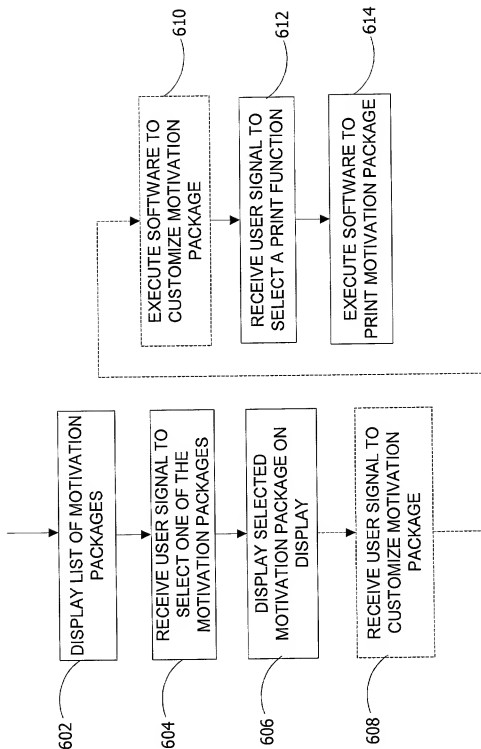 602
DISPLAY LIST OF MOTIVATION
PACKAGES
604
RECEIVE USER SIGNAL TO
SELECT ONE OF THE
MOTIVATION PACKAGES
606
DISPLAY SELECTED
MOTIVATION PACKAGE ON
DISPLAY
608
RECEIVE USER SIGNAL TO
CUSTOMIZE MOTIVATION
PACKAGE
EXECUTE SOFTWARE TO
CUSTOMIZE MOTIVATION
PACKAGE
610
RECEIVE USER SIGNAL TO
SELECT A PRINT FUNCTION
612
EXECUTE SOFTWARE TO
PRINT MOTIVATION PACKAGE
614